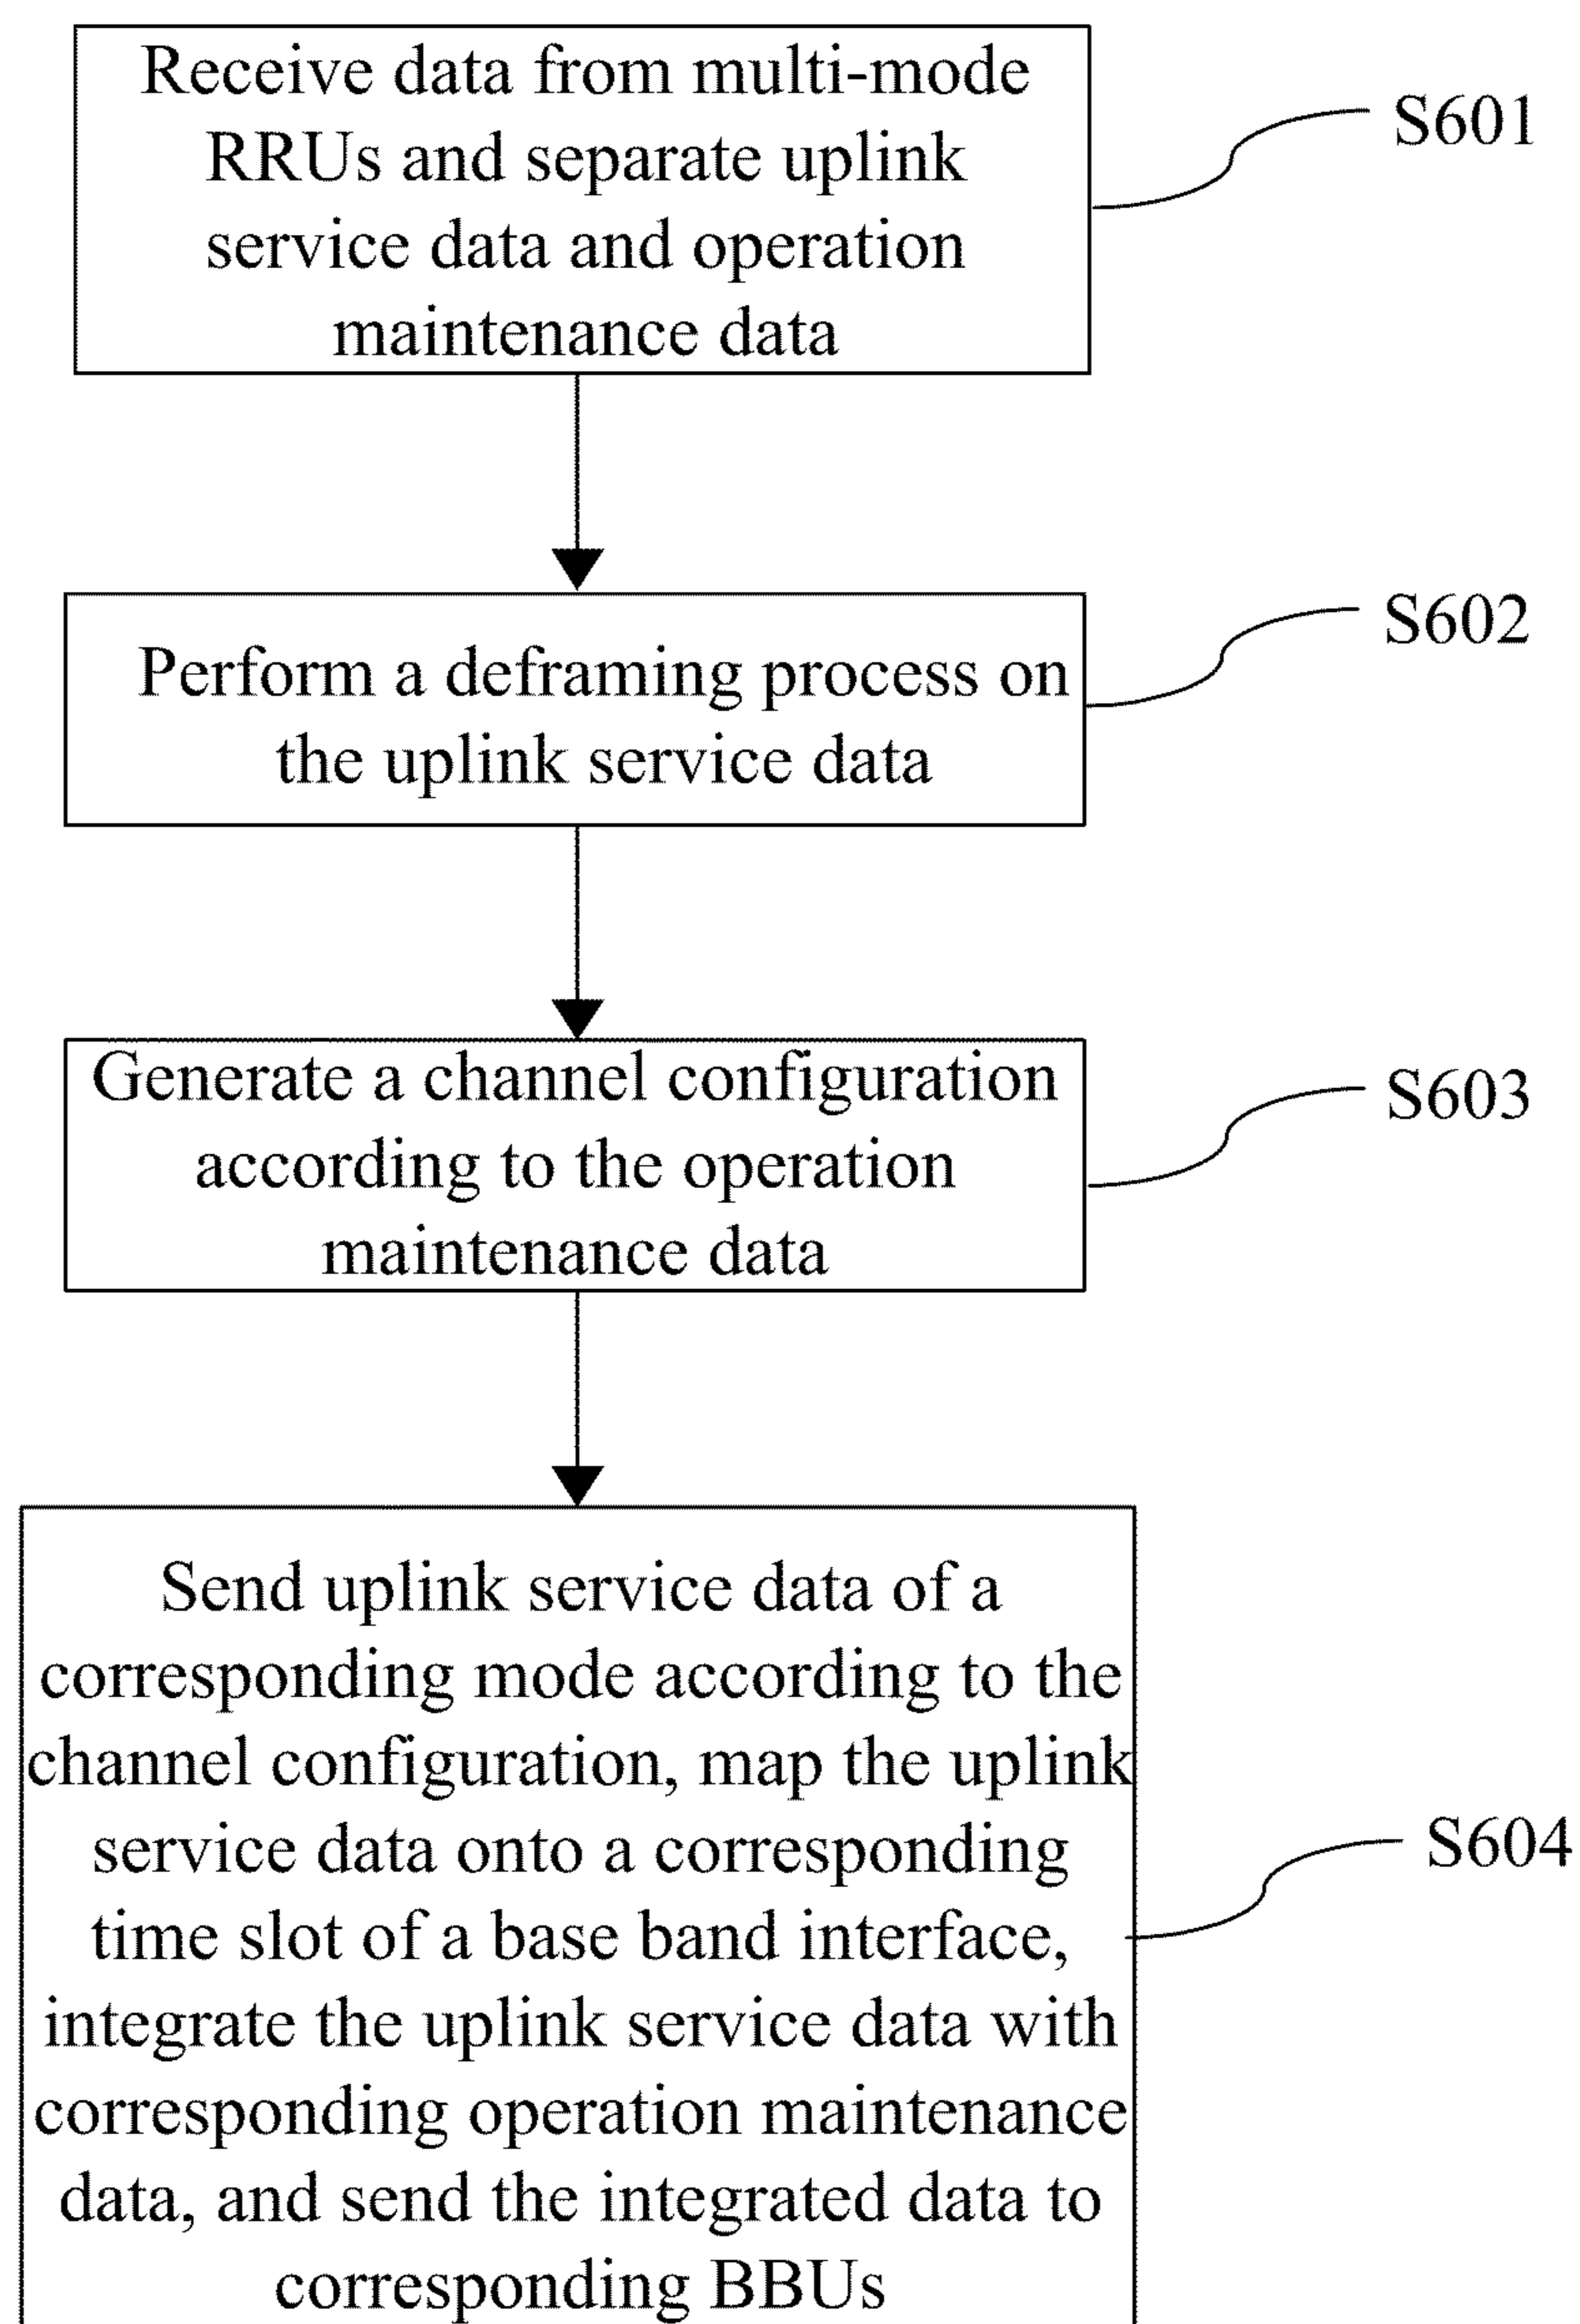 Receive data from multi-mode
RRUs and separate uplink
service data and operation
maintenance data
S601
Perform a deframing process on
the uplink service data
S602
Generate a channel configuration
according to the operation
maintenance data
S603
Send uplink service data of a
corresponding mode according to the
channel configuration, map the uplink
service data onto a corresponding
time slot of a base band interface,
integrate the uplink service data with
corresponding operation maintenance
data, and send the integrated data to
corresponding BBUs
S604